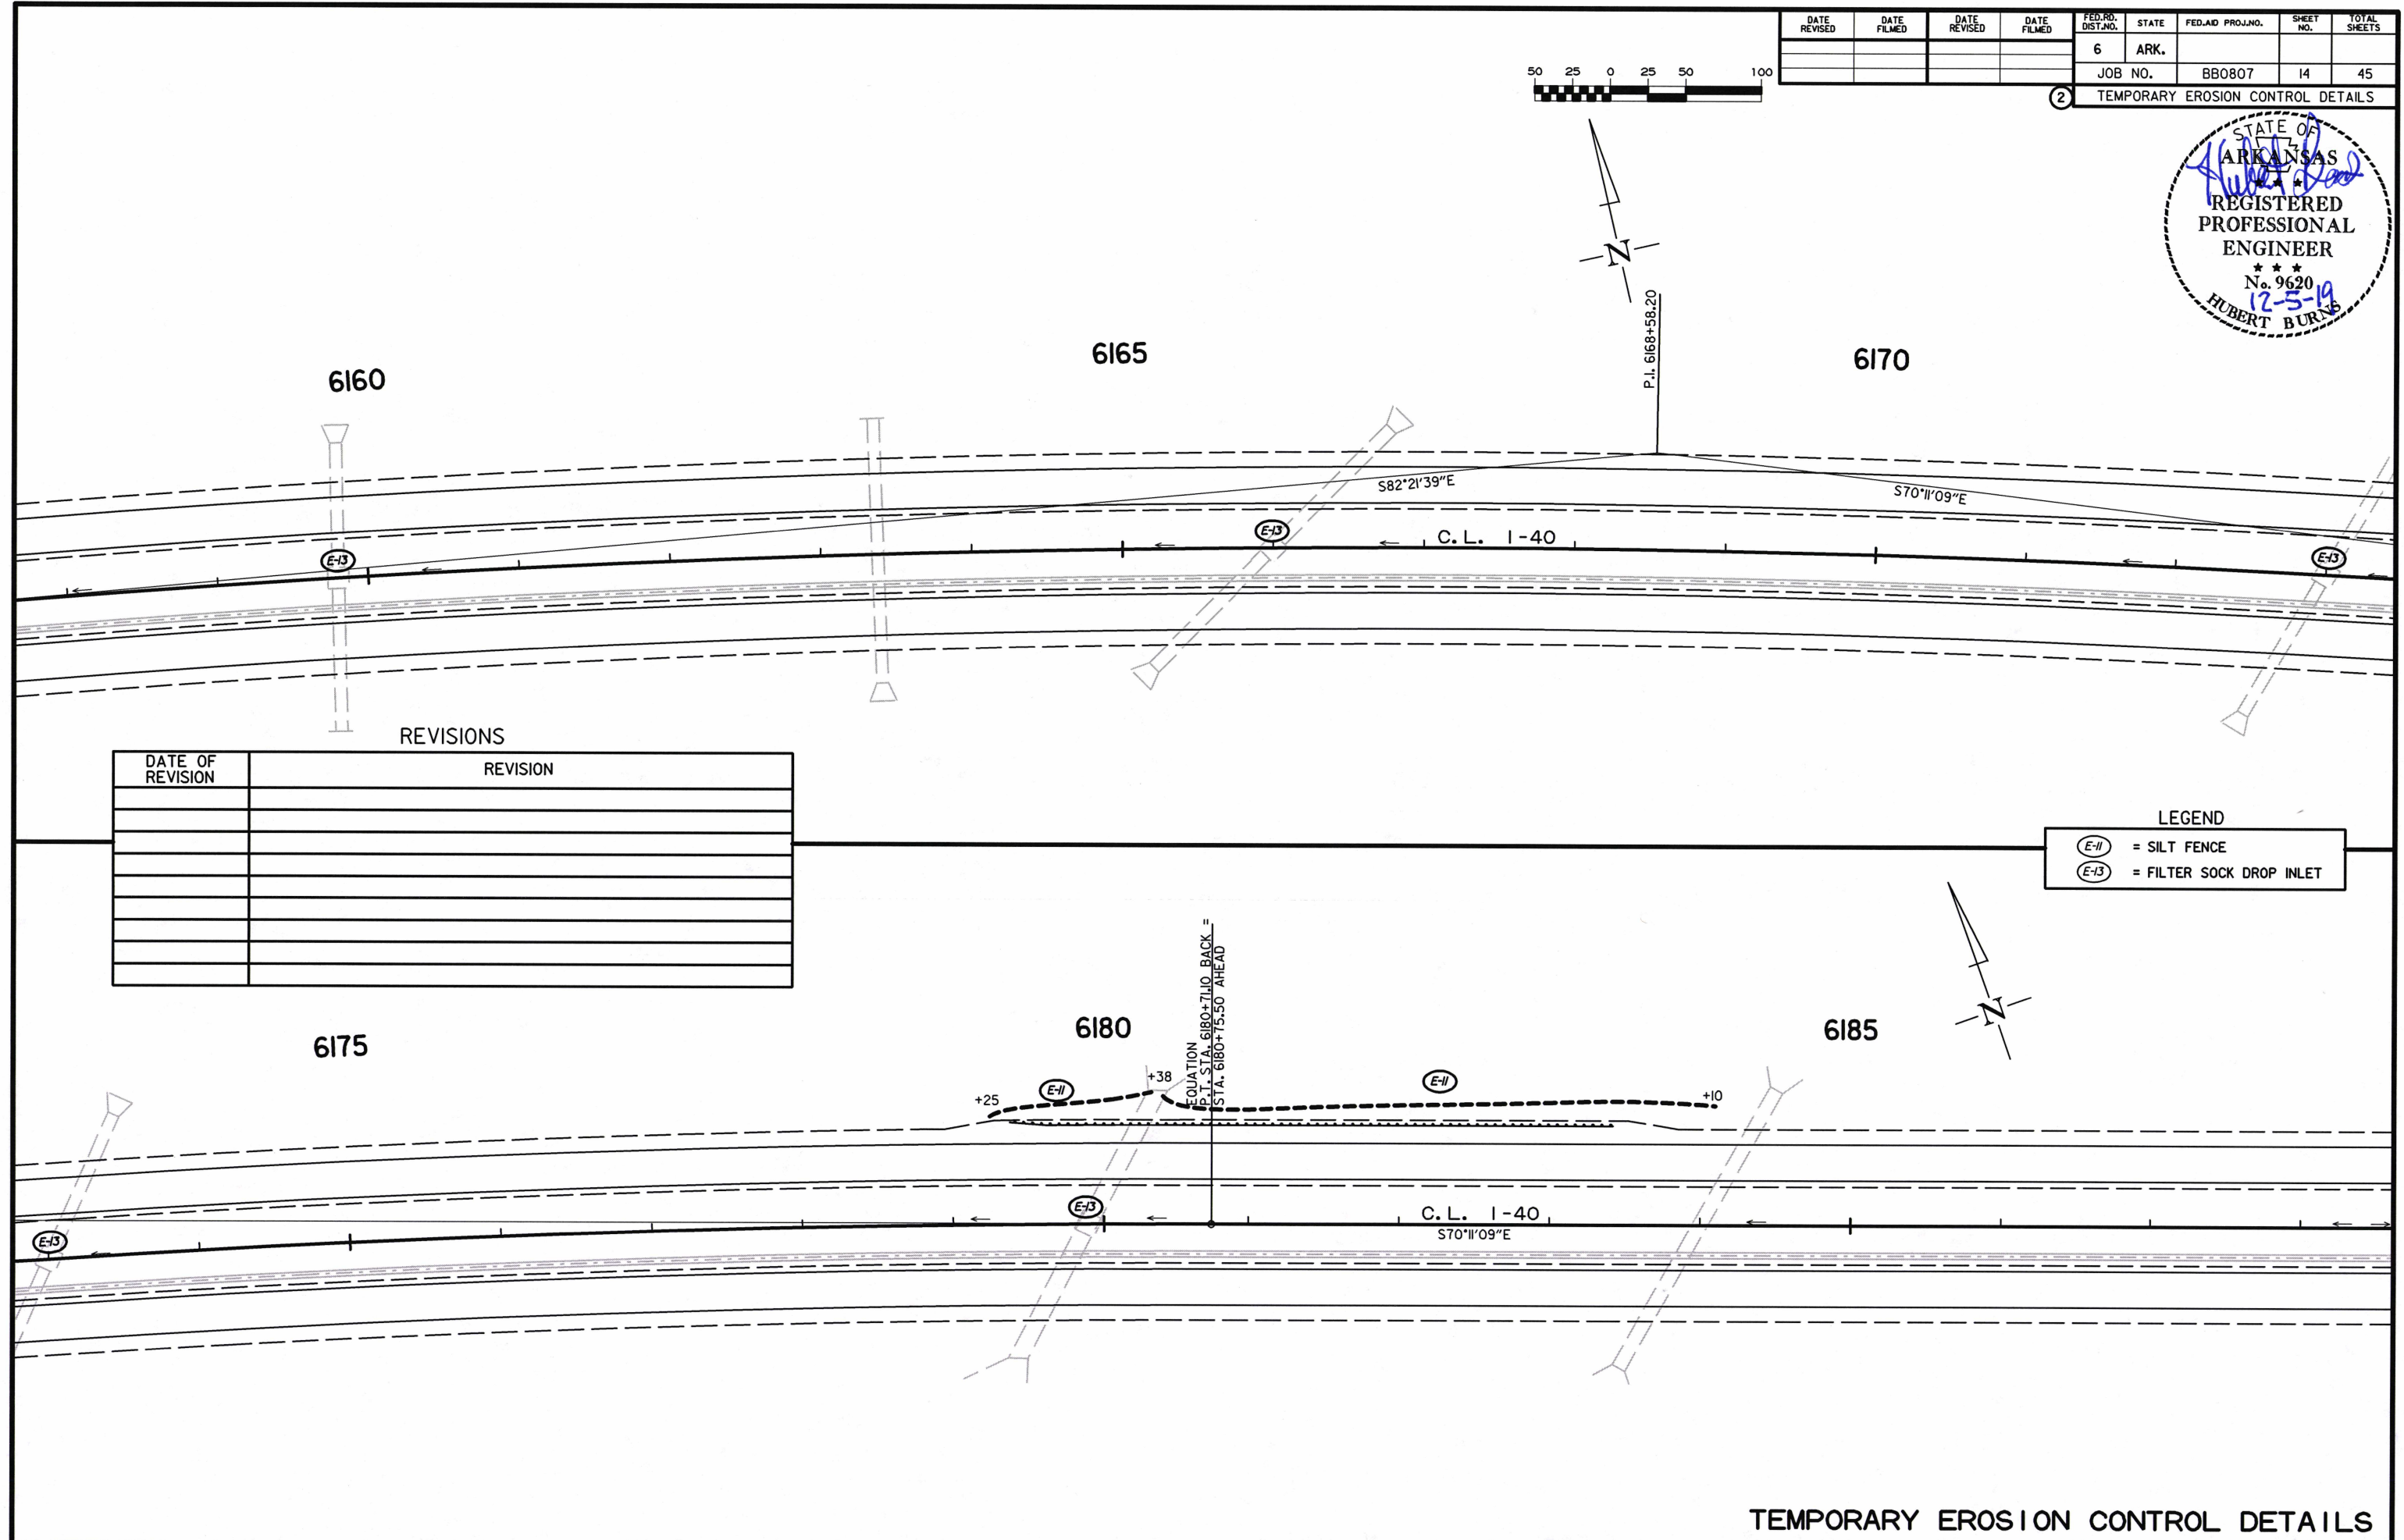 DATE REVISED DATE FILMED DATE REVISED DATE FILMED FED.RD. DIST.NO. STATE FED.AID PROJ.NO. SHEET NO. TOTAL SHEETS
6 ARK.
JOB NO. BB0807 14 45
2 TEMPORARY EROSION CONTROL DETAILS
50 25 0 25 50 100
STATE OF
ARKANSAS
REGISTERED
PROFESSIONAL
ENGINEER
No. 9620
12-5-19
HUBERT BURNS
N
P.I. 6168+58.20
6160
6165
6170
S82°21'39"E
S70°11'09"E
E-13
E-13
C.L. I-40
E-13
REVISIONS
DATE OF REVISION REVISION
LEGEND
E-11 = SILT FENCE
E-13 = FILTER SOCK DROP INLET
N
EQUATION
P.T. STA. 6180+71.10 BACK =
STA. 6180+75.50 AHEAD
6175
6180
6185
+25
E-11
+38
E-11
+10
E-13
E-13
C.L. I-40
S70°11'09"E
TEMPORARY EROSION CONTROL DETAILS